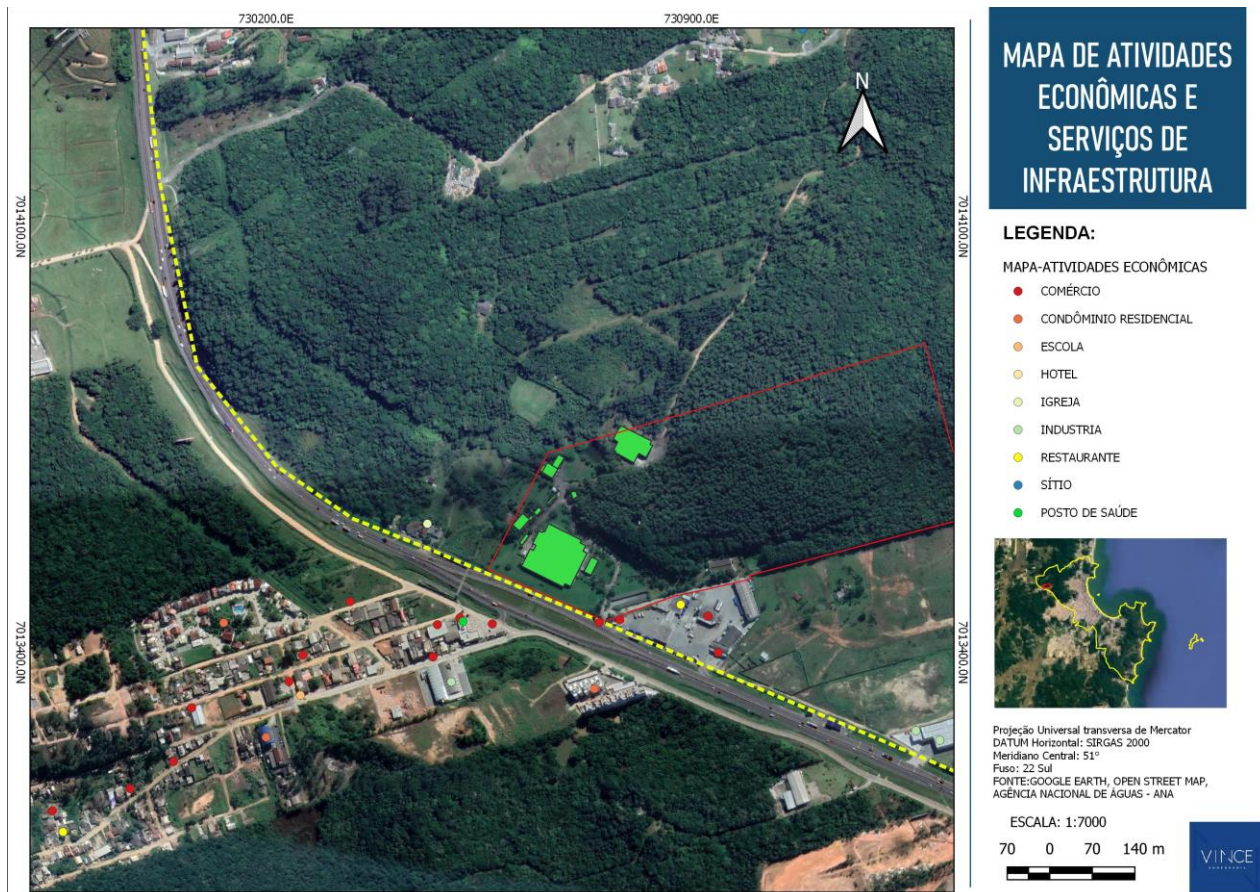 730200.0E
730900.0E
N
7014100.0N
7014100.0N
7013400.0N
7013400.0N
MAPA DE ATIVIDADES
ECONÔMICAS E
SERVIÇOS DE
INFRAESTRUTURA
LEGENDA:
MAPA-ATIVIDADES ECONÔMICAS
COMÉRCIO
CONDÔMINIO RESIDENCIAL
ESCOLA
HOTEL
IGREJA
INDUSTRIA
RESTAURANTE
SÍTIO
POSTO DE SAÚDE
Projeção Universal transversa de Mercator
DATUM Horizontal: SIRGAS 2000
Meridiano Central: 51º
Fuso: 22 Sul
FONTE:GOOGLE EARTH, OPEN STREET MAP,
AGÊNCIA NACIONAL DE ÁGUAS - ANA
ESCALA: 1:7000
70 0 70 140 m
VINCE
ENGENHARIA